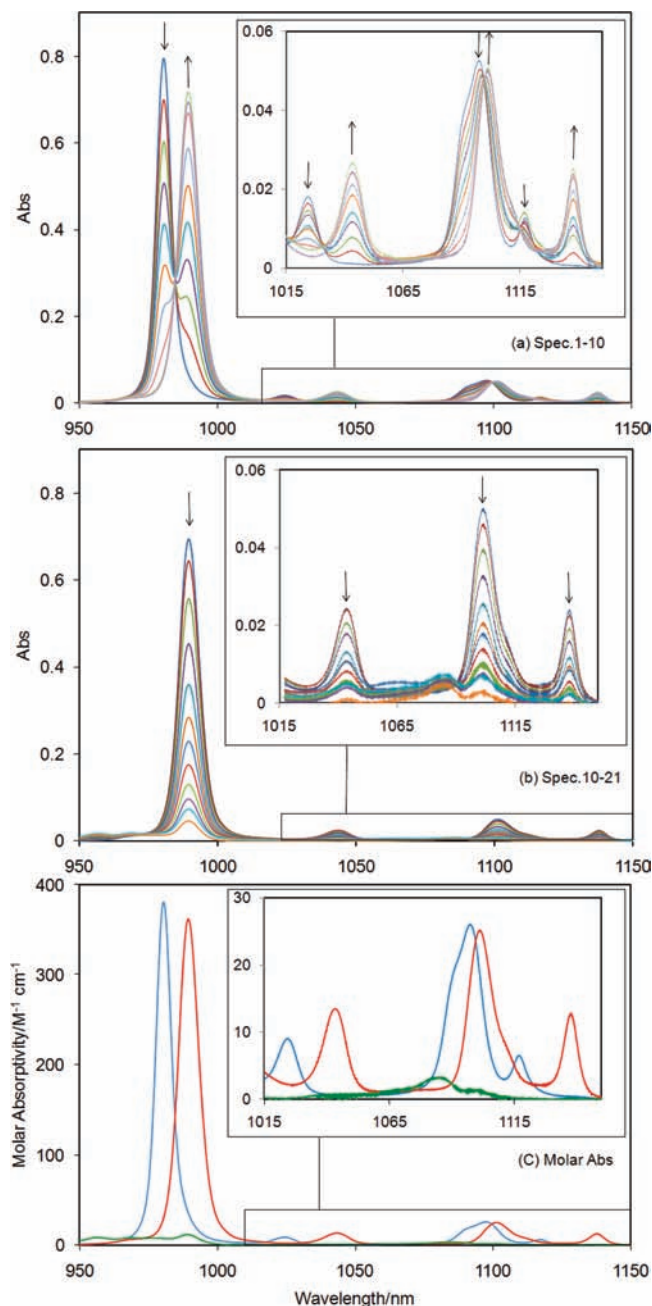 0.8
0.6
0.4
0.2
0
Abs
0.06
0.04
0.02
0
1015 1065 1115
(a) Spec.1-10
950 1000 1050 1100 1150
0.8
0.6
0.4
0.2
0
Abs
0.06
0.04
0.02
0
1015 1065 1115
(b) Spec.10-21
950 1000 1050 1100 1150
400
300
200
100
0
Molar Absorptivity/M⁻¹ cm⁻¹
30
20
10
0
1015 1065 1115
(C) Molar Abs
950 1000 1050 1100 1150
Wavelength/nm